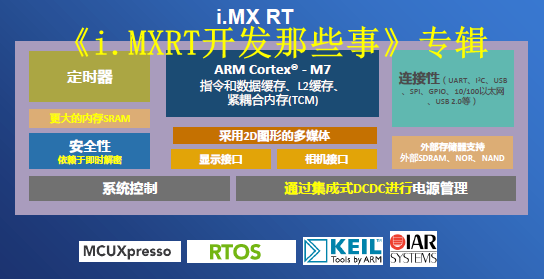 i.MX RT
《i.MXRT开发那些事》专辑
定时器
ARM Cortex® - M7
指令和数据缓存、L2缓存、
紧耦合内存(TCM)
连接性（UART、I²C、USB
、SPI、GPIO、10/100以太网
、USB 2.0等）
更大的内存SRAM
采用2D图形的多媒体
安全性
依赖于即时解密
显示接口
相机接口
外部存储器支持
外部SDRAM、NOR、NAND
系统控制
通过集成式DCDC进行电源管理
MCUXpresso
RTOS
KEIL
Tools by ARM
IAR
SYSTEMS